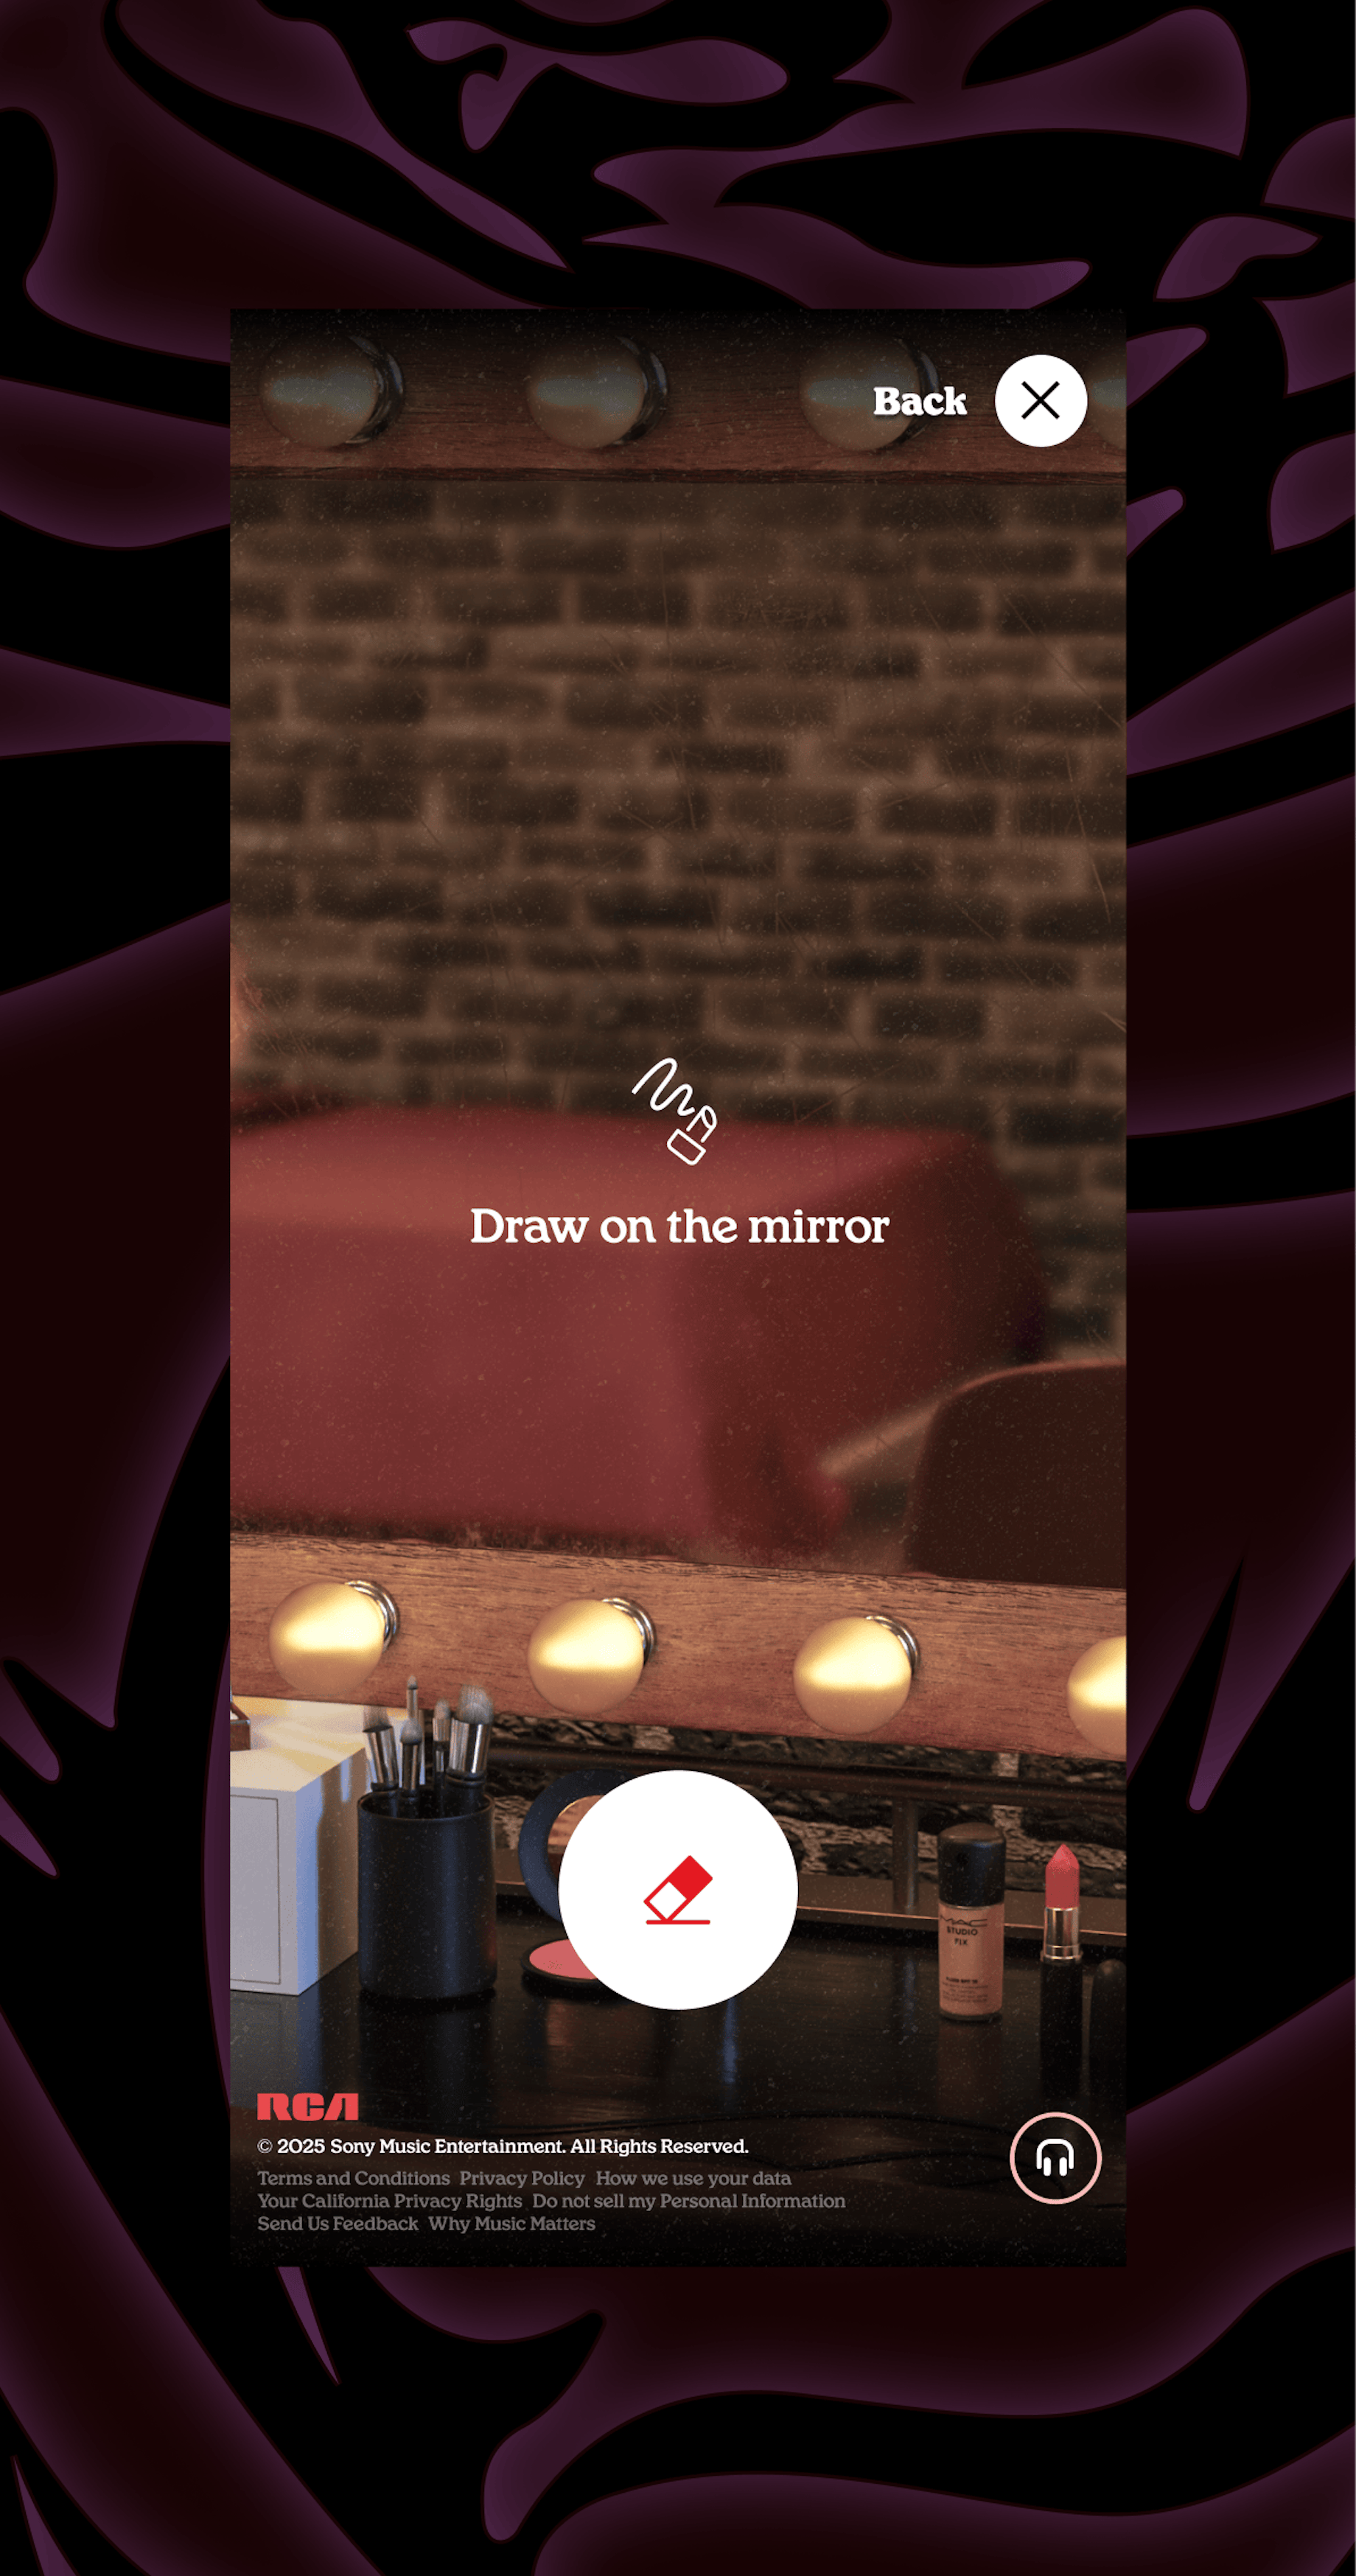 Back
Draw on the mirror
MAC
STUDIO
RCA
© 2025 Sony Music Entertainment. All Rights Reserved.
Terms and Conditions Privacy Policy How we use your data
Your California Privacy Rights Do not sell my Personal Information
Send Us Feedback Why Music Matters